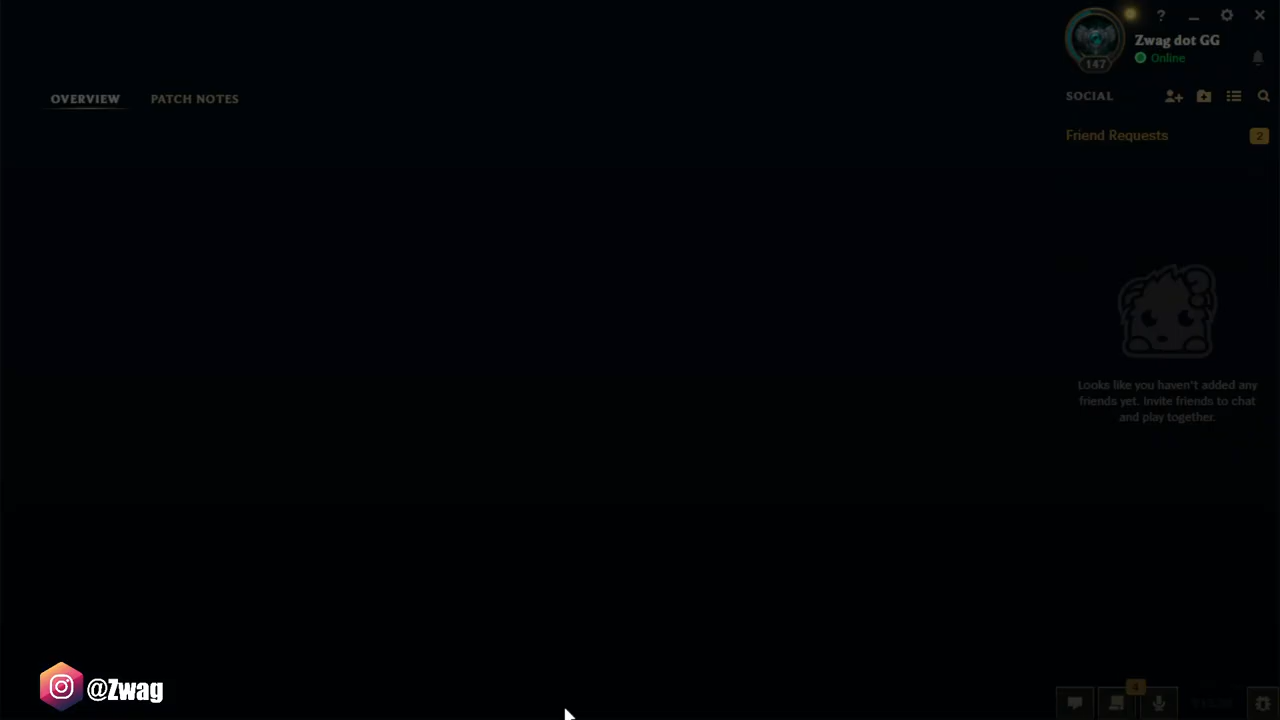 ?
Zwag dot GG
Online
147
OVERVIEW PATCH NOTES
SOCIAL
Friend Requests
2
Looks like you haven't added any
friends yet. Invite friends to chat
and play together.
@Zwag
4